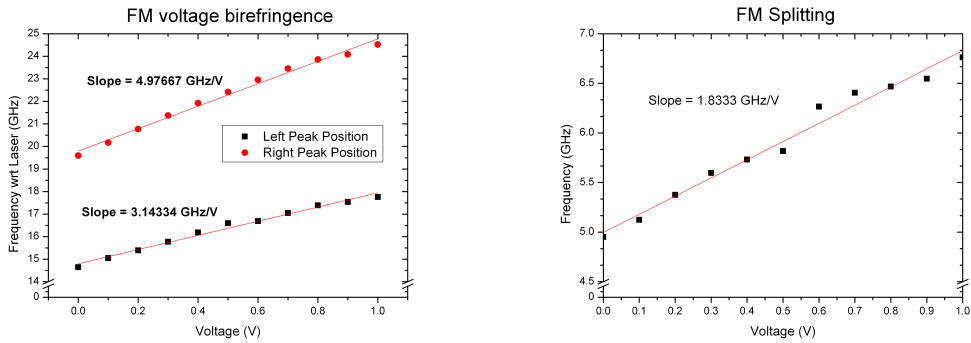 FM voltage birefringence
Frequency wrt Laser (GHz)
25
24
23
22
21
20
19
18
17
16
15
14
0
Slope = 4.97667 GHz/V
Left Peak Position
Right Peak Position
Slope = 3.14334 GHz/V
0.0 0.2 0.4 0.6 0.8 1.0
Voltage (V)
FM Splitting
Frequency (GHz)
7.0
6.5
6.0
5.5
5.0
4.5
0
Slope = 1.8333 GHz/V
0.0 0.1 0.2 0.3 0.4 0.5 0.6 0.7 0.8 0.9 1.0
Voltage (V)